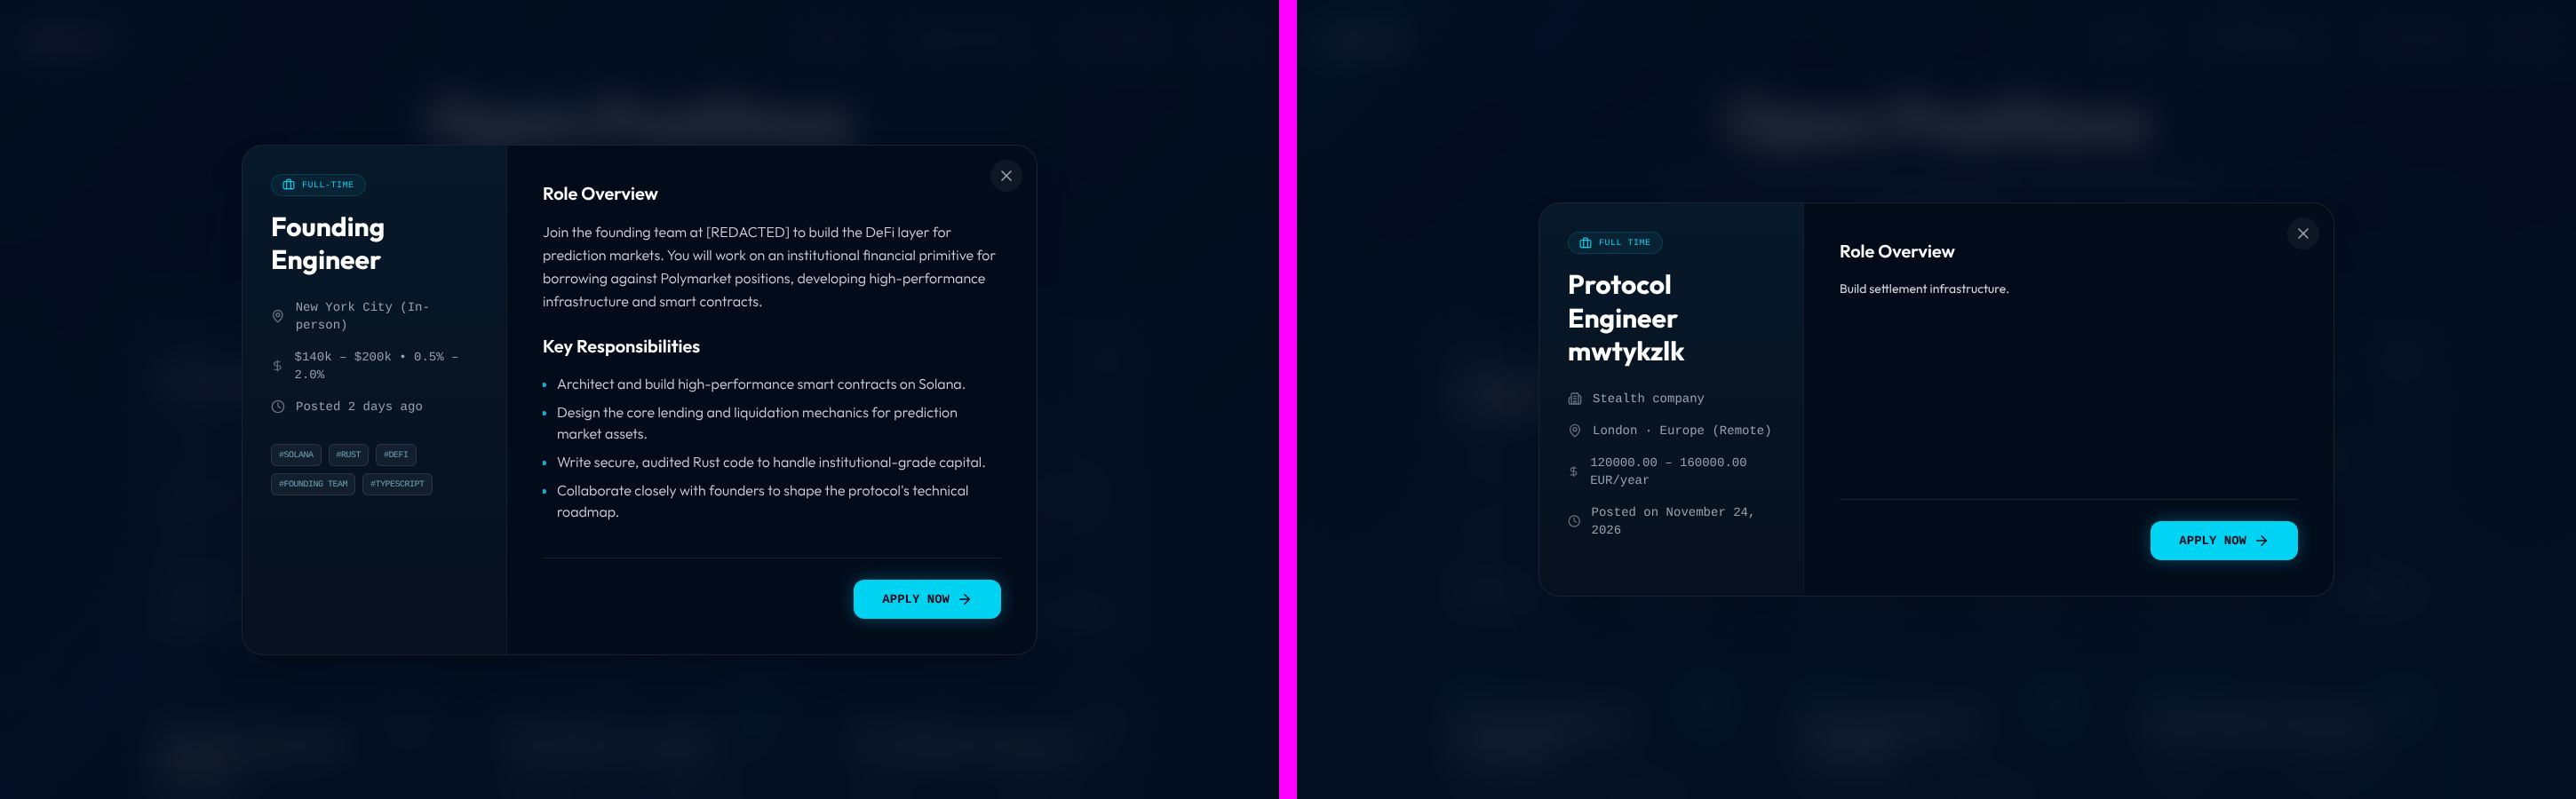 FULL-TIME
Founding
Engineer
New York City (In-
person)
$140k – $200k • 0.5% –
2.0%
Posted 2 days ago
#SOLANA #RUST #DEFI
#FOUNDING TEAM #TYPESCRIPT
Role Overview
Join the founding team at [REDACTED] to build the DeFi layer for
prediction markets. You will work on an institutional financial primitive for
borrowing against Polymarket positions, developing high-performance
infrastructure and smart contracts.
Key Responsibilities
Architect and build high-performance smart contracts on Solana.
Design the core lending and liquidation mechanics for prediction
market assets.
Write secure, audited Rust code to handle institutional-grade capital.
Collaborate closely with founders to shape the protocol's technical
roadmap.
APPLY NOW
FULL TIME
Protocol
Engineer
mwtykzlk
Stealth company
London · Europe (Remote)
120000.00 – 160000.00
EUR/year
Posted on November 24,
2026
Role Overview
Build settlement infrastructure.
APPLY NOW